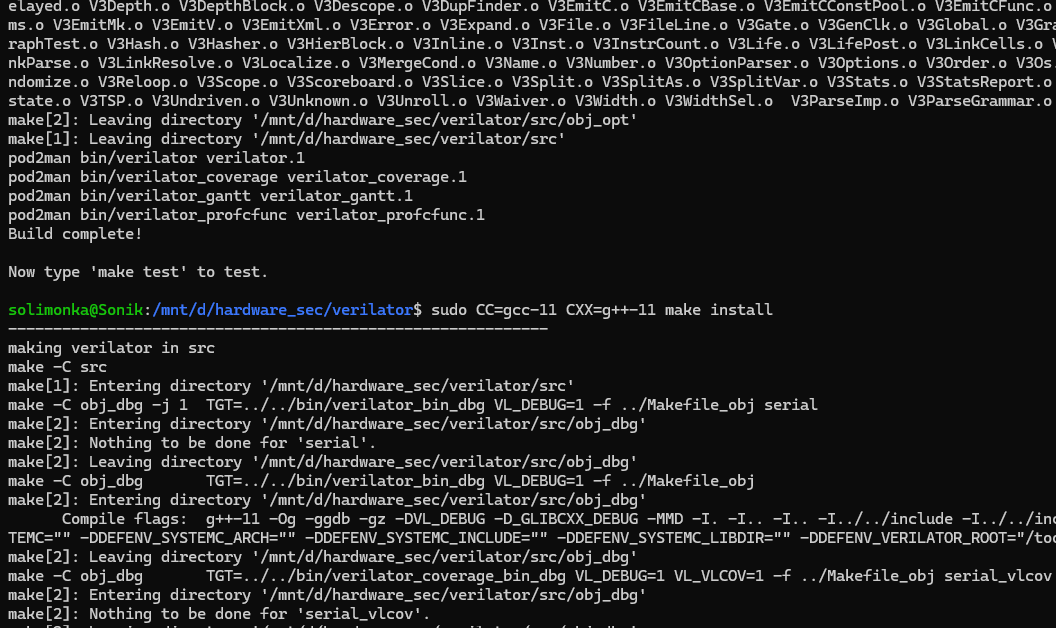 elayed.o V3Depth.o V3DepthBlock.o V3Descope.o V3DupFinder.o V3EmitC.o V3EmitCBase.o V3EmitCConstPool.o V3EmitCFunc.o
ms.o V3EmitMk.o V3EmitV.o V3EmitXml.o V3Error.o V3Expand.o V3File.o V3FileLine.o V3Gate.o V3GenClk.o V3Global.o V3Gra
raphTest.o V3Hash.o V3Hasher.o V3HierBlock.o V3Inline.o V3Inst.o V3InstrCount.o V3Life.o V3LifePost.o V3LinkCells.o
nkParse.o V3LinkResolve.o V3Localize.o V3MergeCond.o V3Name.o V3Number.o V3OptionParser.o V3Options.o V3Order.o V3Os.
ndomize.o V3Reloop.o V3Scope.o V3Scoreboard.o V3Slice.o V3Split.o V3SplitAs.o V3SplitVar.o V3Stats.o V3StatsReport.o
state.o V3TSP.o V3Undriven.o V3Unknown.o V3Unroll.o V3Waiver.o V3Width.o V3WidthSel.o  V3ParseImp.o V3ParseGrammar.o
make[2]: Leaving directory '/mnt/d/hardware_sec/verilator/src/obj_opt'
make[1]: Leaving directory '/mnt/d/hardware_sec/verilator/src'
pod2man bin/verilator verilator.1
pod2man bin/verilator_coverage verilator_coverage.1
pod2man bin/verilator_gantt verilator_gantt.1
pod2man bin/verilator_profcfunc verilator_profcfunc.1
Build complete!
Now type 'make test' to test.
solimonka@Sonik:/mnt/d/hardware_sec/verilator$ sudo CC=gcc-11 CXX=g++-11 make install
------------------------------------------------------------
making verilator in src
make -C src
make[1]: Entering directory '/mnt/d/hardware_sec/verilator/src'
make -C obj_dbg -j 1  TGT=../../bin/verilator_bin_dbg VL_DEBUG=1 -f ../Makefile_obj serial
make[2]: Entering directory '/mnt/d/hardware_sec/verilator/src/obj_dbg'
make[2]: Nothing to be done for 'serial'.
make[2]: Leaving directory '/mnt/d/hardware_sec/verilator/src/obj_dbg'
make -C obj_dbg       TGT=../../bin/verilator_bin_dbg VL_DEBUG=1 -f ../Makefile_obj
make[2]: Entering directory '/mnt/d/hardware_sec/verilator/src/obj_dbg'
      Compile flags:  g++-11 -Og -ggdb -gz -DVL_DEBUG -D_GLIBCXX_DEBUG -MMD -I. -I.. -I.. -I../../include -I../../inc
TEMC="" -DDEFENV_SYSTEMC_ARCH="" -DDEFENV_SYSTEMC_INCLUDE="" -DDEFENV_SYSTEMC_LIBDIR="" -DDEFENV_VERILATOR_ROOT="/too
make[2]: Leaving directory '/mnt/d/hardware_sec/verilator/src/obj_dbg'
make -C obj_dbg       TGT=../../bin/verilator_coverage_bin_dbg VL_DEBUG=1 VL_VLCOV=1 -f ../Makefile_obj serial_vlcov
make[2]: Entering directory '/mnt/d/hardware_sec/verilator/src/obj_dbg'
make[2]: Nothing to be done for 'serial_vlcov'.